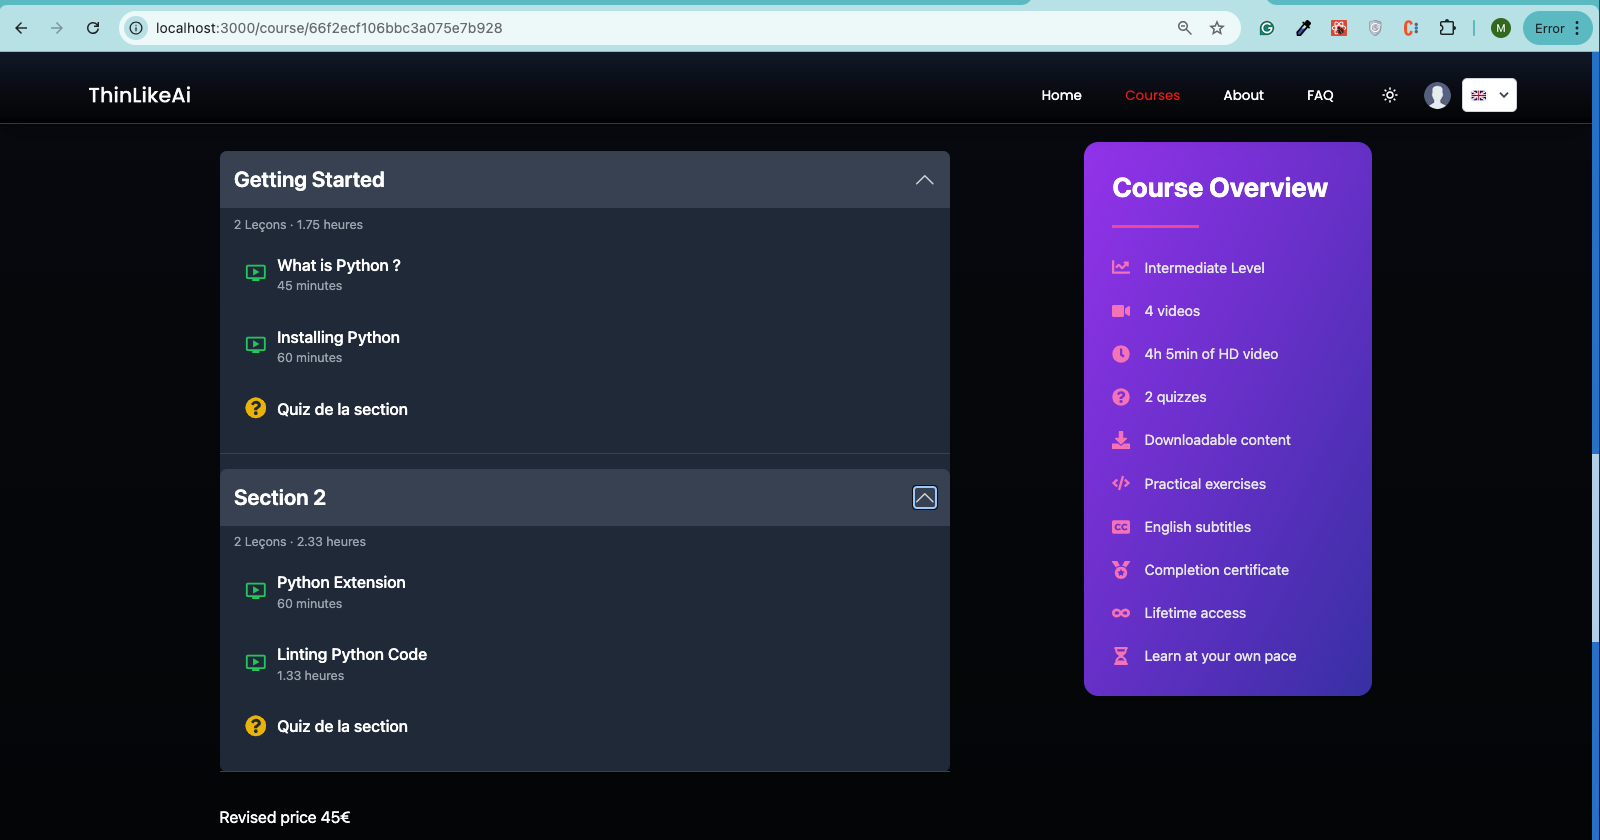 localhost:3000/course/66f2ecf106bbc3a075e7b928
M
Error
ThinLikeAi
Home
Courses
About
FAQ
Getting Started
2 Leçons · 1.75 heures
What is Python ?
45 minutes
Installing Python
60 minutes
Quiz de la section
Section 2
2 Leçons · 2.33 heures
Python Extension
60 minutes
Linting Python Code
1.33 heures
Quiz de la section
Revised price 45€
Course Overview
Intermediate Level
4 videos
4h 5min of HD video
2 quizzes
Downloadable content
Practical exercises
CC English subtitles
Completion certificate
Lifetime access
Learn at your own pace